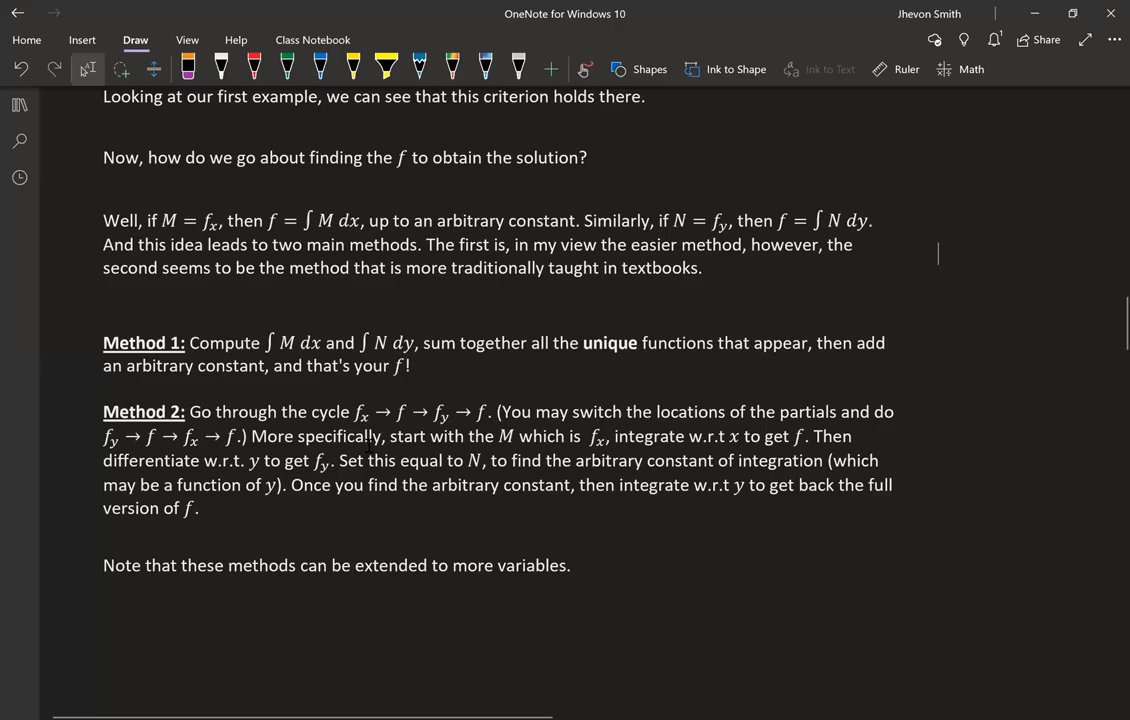 OneNote for Windows 10
Jhevon Smith
Home Insert Draw View Help Class Notebook Share
Shapes Ink to Shape Ink to Text Ruler Math
Looking at our first example, we can see that this criterion holds there.
Now, how do we go about finding the f to obtain the solution?
Well, if M = fₓ, then f = ∫ M dx, up to an arbitrary constant. Similarly, if N = f_y, then f = ∫ N dy.
And this idea leads to two main methods. The first is, in my view the easier method, however, the
second seems to be the method that is more traditionally taught in textbooks.
Method 1: Compute ∫ M dx and ∫ N dy, sum together all the unique functions that appear, then add
an arbitrary constant, and that's your f!
Method 2: Go through the cycle fₓ → f → f_y → f. (You may switch the locations of the partials and do
f_y → f → fₓ → f.) More specifically, start with the M which is fₓ, integrate w.r.t x to get f. Then
differentiate w.r.t. y to get f_y. Set this equal to N, to find the arbitrary constant of integration (which
may be a function of y). Once you find the arbitrary constant, then integrate w.r.t y to get back the full
version of f.
Note that these methods can be extended to more variables.